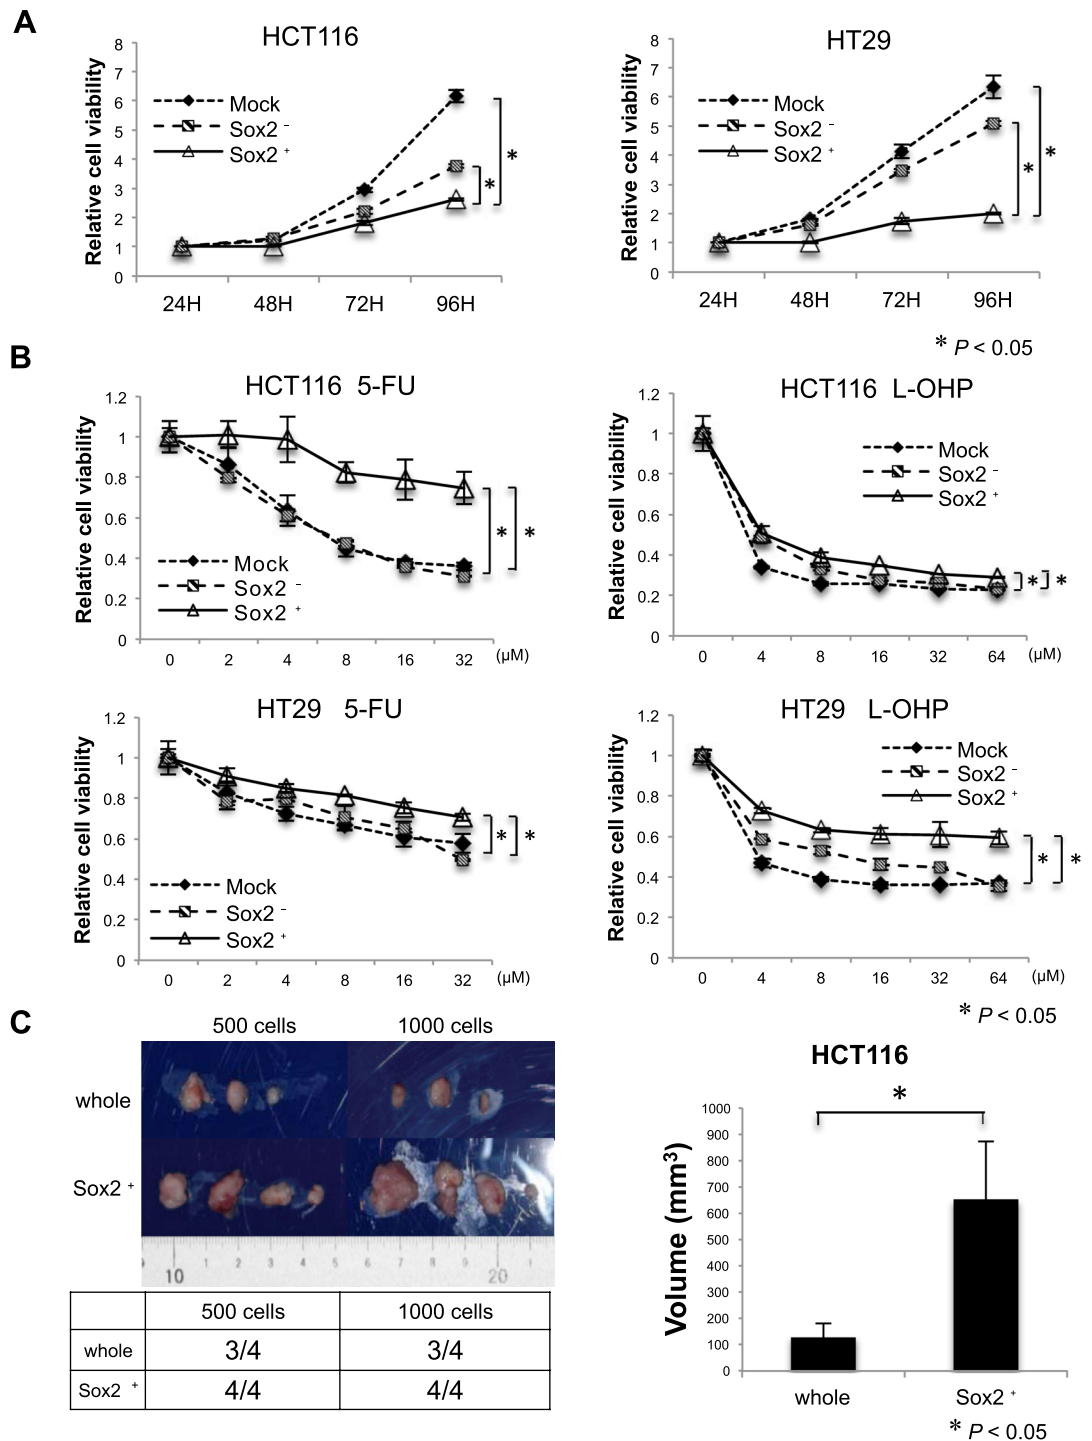 A
HCT116
Relative cell viability
8
7
6
5
4
3
2
1
0
Mock
Sox2 −
Sox2 +
*
*
24H 48H 72H 96H
HT29
Relative cell viability
8
7
6
5
4
3
2
1
0
Mock
Sox2 −
Sox2 +
*
*
24H 48H 72H 96H
* P < 0.05
B
HCT116 5-FU
Relative cell viability
1.2
1
0.8
0.6
0.4
0.2
0
Mock
Sox2 −
Sox2 +
* *
0 2 4 8 16 32 (μM)
HCT116 L-OHP
Relative cell viability
1.2
1
0.8
0.6
0.4
0.2
0
Mock
Sox2 −
Sox2 +
* *
0 4 8 16 32 64 (μM)
HT29 5-FU
Relative cell viability
1.2
1
0.8
0.6
0.4
0.2
0
Mock
Sox2 −
Sox2 +
* *
0 2 4 8 16 32 (μM)
HT29 L-OHP
Relative cell viability
1.2
1
0.8
0.6
0.4
0.2
0
Mock
Sox2 −
Sox2 +
* *
0 4 8 16 32 64 (μM)
* P < 0.05
C
500 cells 1000 cells
whole
Sox2 +
10 1 2 3 4 6 7 8 9 20 1
500 cells 1000 cells
whole 3/4 3/4
Sox2 + 4/4 4/4
HCT116
Volume (mm³)
1000
900
800
700
600
500
400
300
200
100
0
*
whole Sox2 +
* P < 0.05